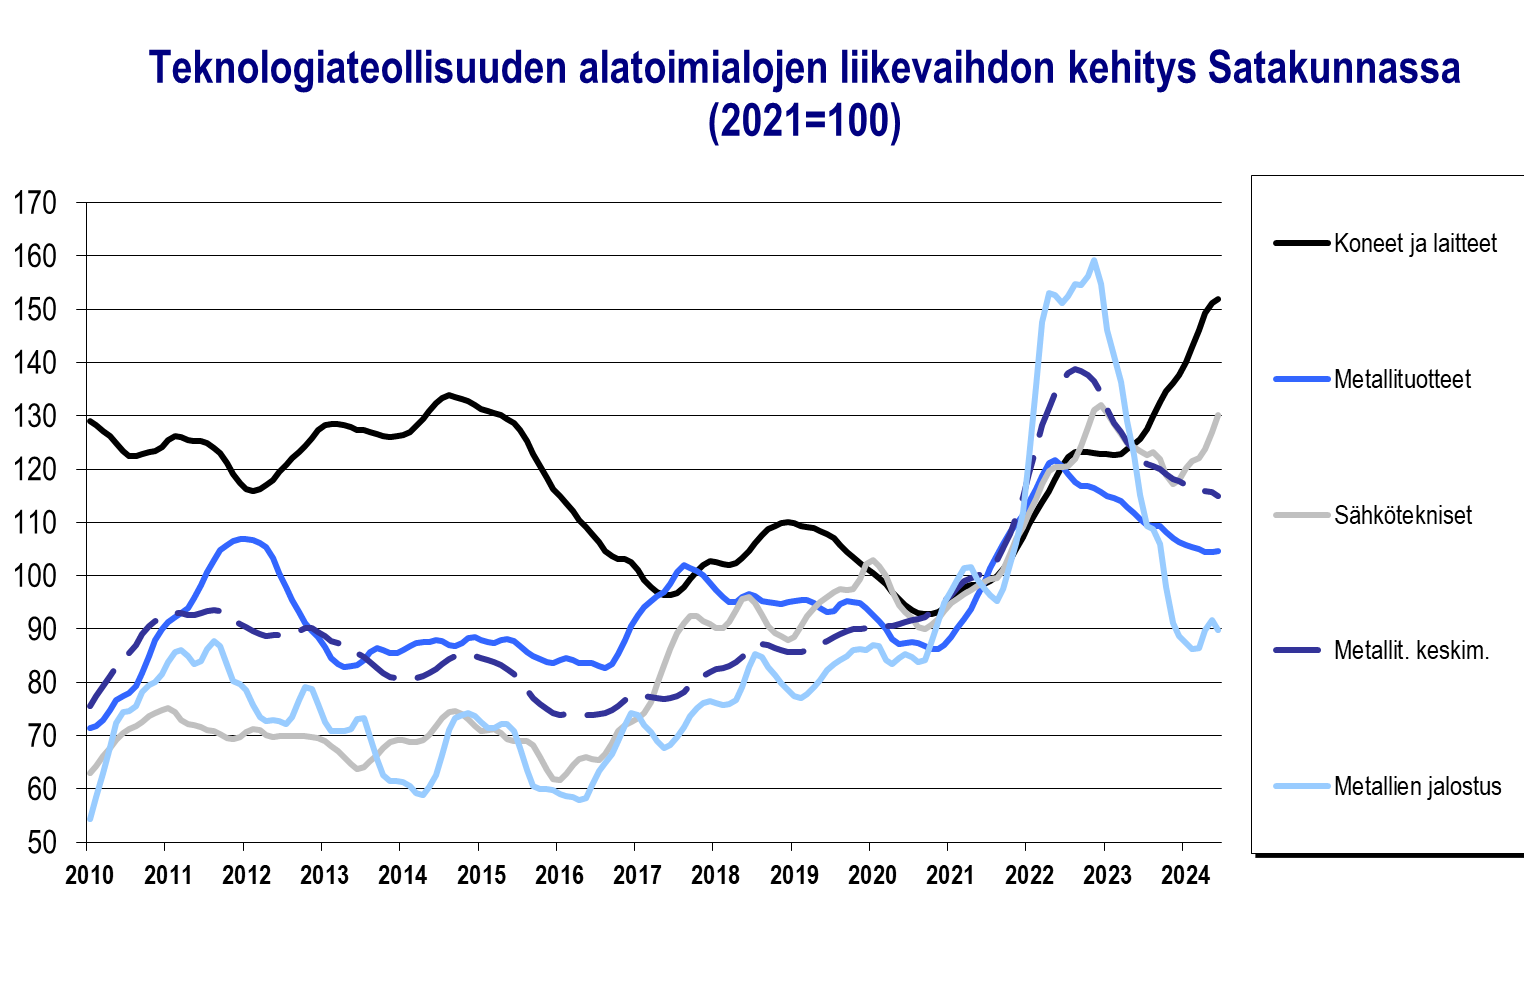 Teknologiateollisuuden alatoimialojen liikevaihdon kehitys Satakunnassa
(2021=100)
170
160
150
140
130
120
110
100
90
80
70
60
50
2010 2011 2012 2013 2014 2015 2016 2017 2018 2019 2020 2021 2022 2023 2024
Koneet ja laitteet
Metallituotteet
Sähkötekniset
Metallit. keskim.
Metallien jalostus